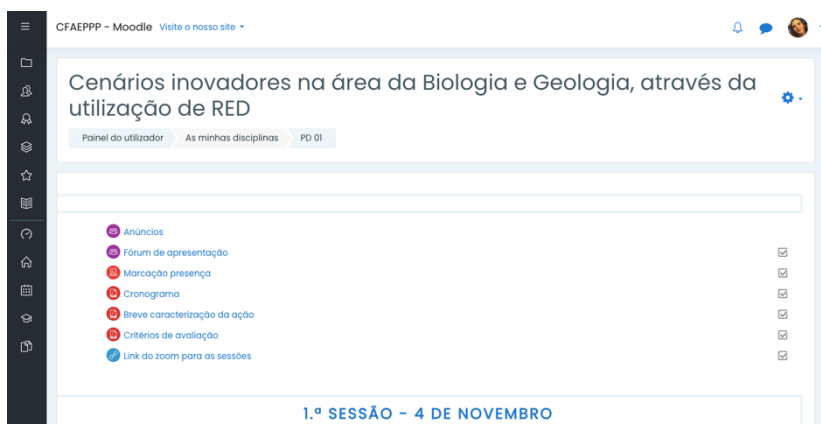 CFAEPPP - Moodle Visite o nosso site
Cenários inovadores na área da Biologia e Geologia, através da
utilização de RED
Painel do utilizador As minhas disciplinas PD 01
Anúncios
Fórum de apresentação
Marcação presença
Cronograma
Breve caracterização da ação
Critérios de avaliação
Link do zoom para as sessões
1.ª SESSÃO - 4 DE NOVEMBRO